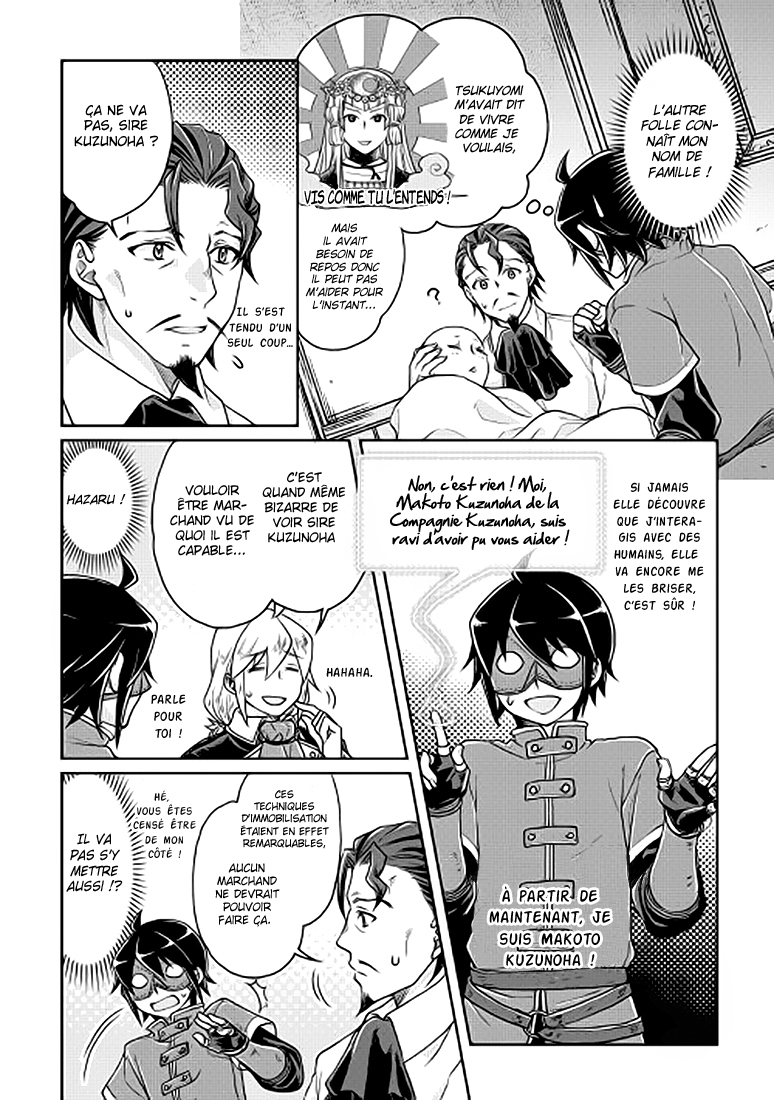 L'AUTRE
FOLLE CON-
NAÎT MON
NOM DE
FAMILLE !
TSUKUYOMI
M'AVAIT DIT
DE VIVRE
COMME JE
VOULAIS,
VIS COMME TU L'ENTENDS !
MAIS
IL AVAIT
BESOIN DE
REPOS DONC
IL PEUT PAS
M'AIDER POUR
L'INSTANT...
?
ÇA NE VA
PAS, SIRE
KUZUNOHA ?
IL S'EST
TENDU D'UN
SEUL COUP...
SI JAMAIS
ELLE DÉCOUVRE
QUE J'INTERA-
GIS AVEC DES
HUMAINS, ELLE
VA ENCORE ME
LES BRISER,
C'EST SÛR !
Non, c'est rien ! Moi,
Makoto Kuzunoha de la
Compagnie Kuzunoha, suis
ravi d'avoir pu vous aider !
À PARTIR DE
MAINTENANT, JE
SUIS MAKOTO
KUZUNOHA !
C'EST
QUAND MÊME
BIZARRE DE
VOIR SIRE
KUZUNOHA
VOULOIR
ÊTRE MAR-
CHAND VU DE
QUOI IL EST
CAPABLE...
HAZARU !
HAHAHA.
PARLE
POUR
TOI !
CES
TECHNIQUES
D'IMMOBILISATION
ÉTAIENT EN EFFET
REMARQUABLES,
AUCUN
MARCHAND
NE DEVRAIT
POUVOIR
FAIRE ÇA.
HÉ,
VOUS ÊTES
CENSÉ ÊTRE
DE MON
CÔTÉ !
IL VA
PAS S'Y
METTRE
AUSSI !?